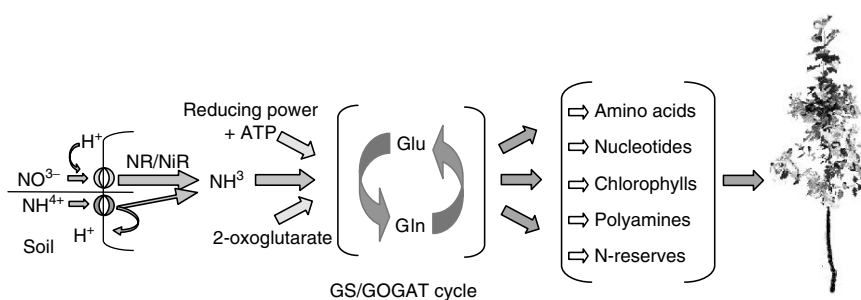 Reducing power
+ ATP
H⁺
NR/NiR
NO³⁻
NH⁴⁺
H⁺
Soil
NH³
2-oxoglutarate
Glu
Gln
GS/GOGAT cycle
Amino acids
Nucleotides
Chlorophylls
Polyamines
N-reserves